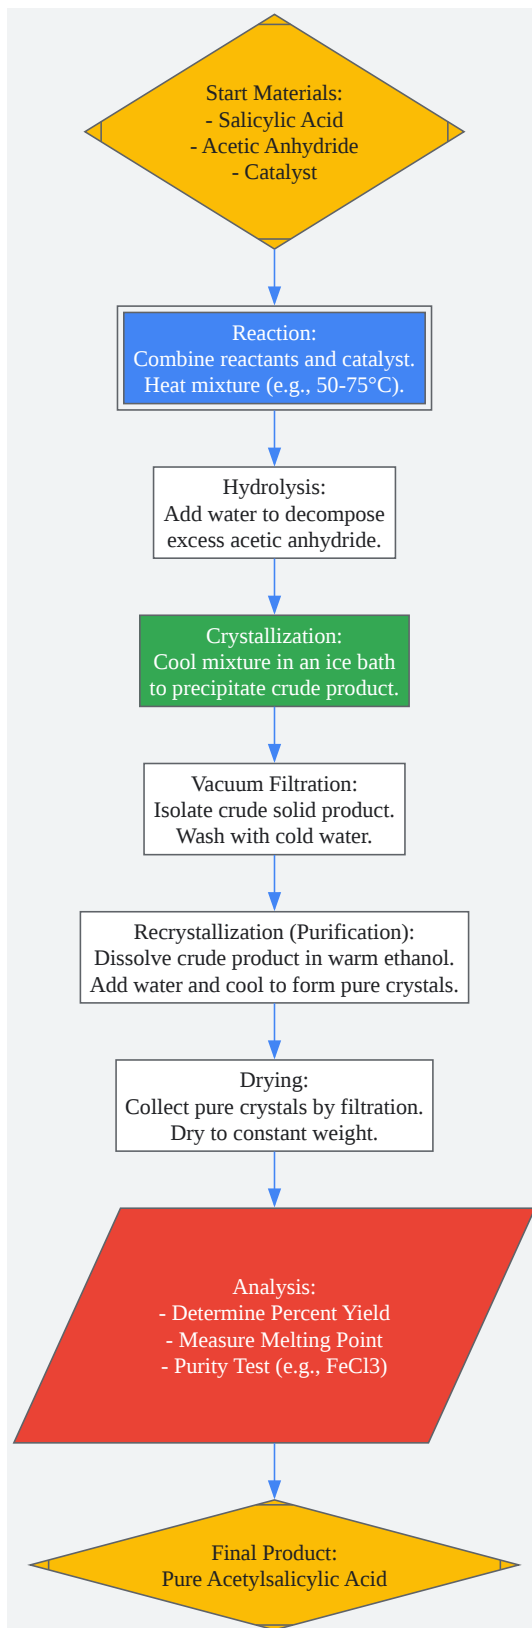 Start Materials:
- Salicylic Acid
- Acetic Anhydride
- Catalyst
Reaction:
Combine reactants and catalyst.
Heat mixture (e.g., 50-75°C).
Hydrolysis:
Add water to decompose
excess acetic anhydride.
Crystallization:
Cool mixture in an ice bath
to precipitate crude product.
Vacuum Filtration:
Isolate crude solid product.
Wash with cold water.
Recrystallization (Purification):
Dissolve crude product in warm ethanol.
Add water and cool to form pure crystals.
Drying:
Collect pure crystals by filtration.
Dry to constant weight.
Analysis:
- Determine Percent Yield
- Measure Melting Point
- Purity Test (e.g., FeCl3)
Final Product:
Pure Acetylsalicylic Acid